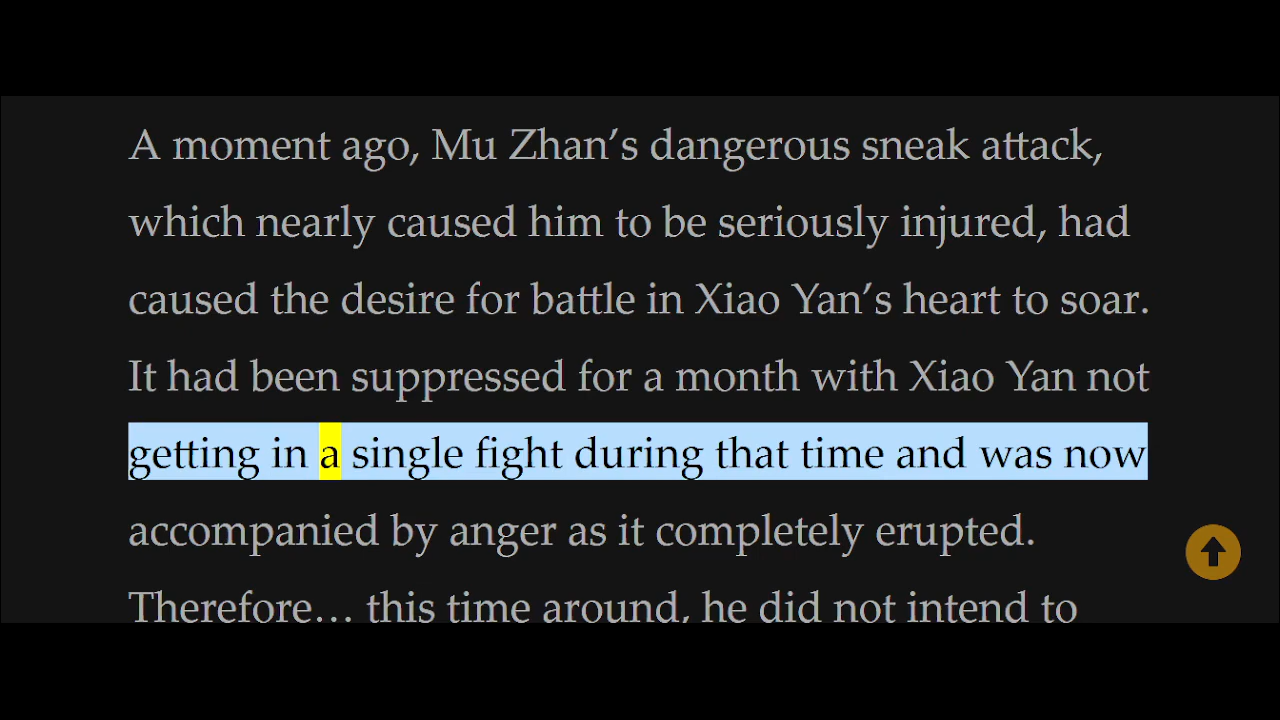 A moment ago, Mu Zhan’s dangerous sneak attack,
which nearly caused him to be seriously injured, had
caused the desire for battle in Xiao Yan’s heart to soar.
It had been suppressed for a month with Xiao Yan not
getting in a single fight during that time and was now
accompanied by anger as it completely erupted.
Therefore… this time around, he did not intend to